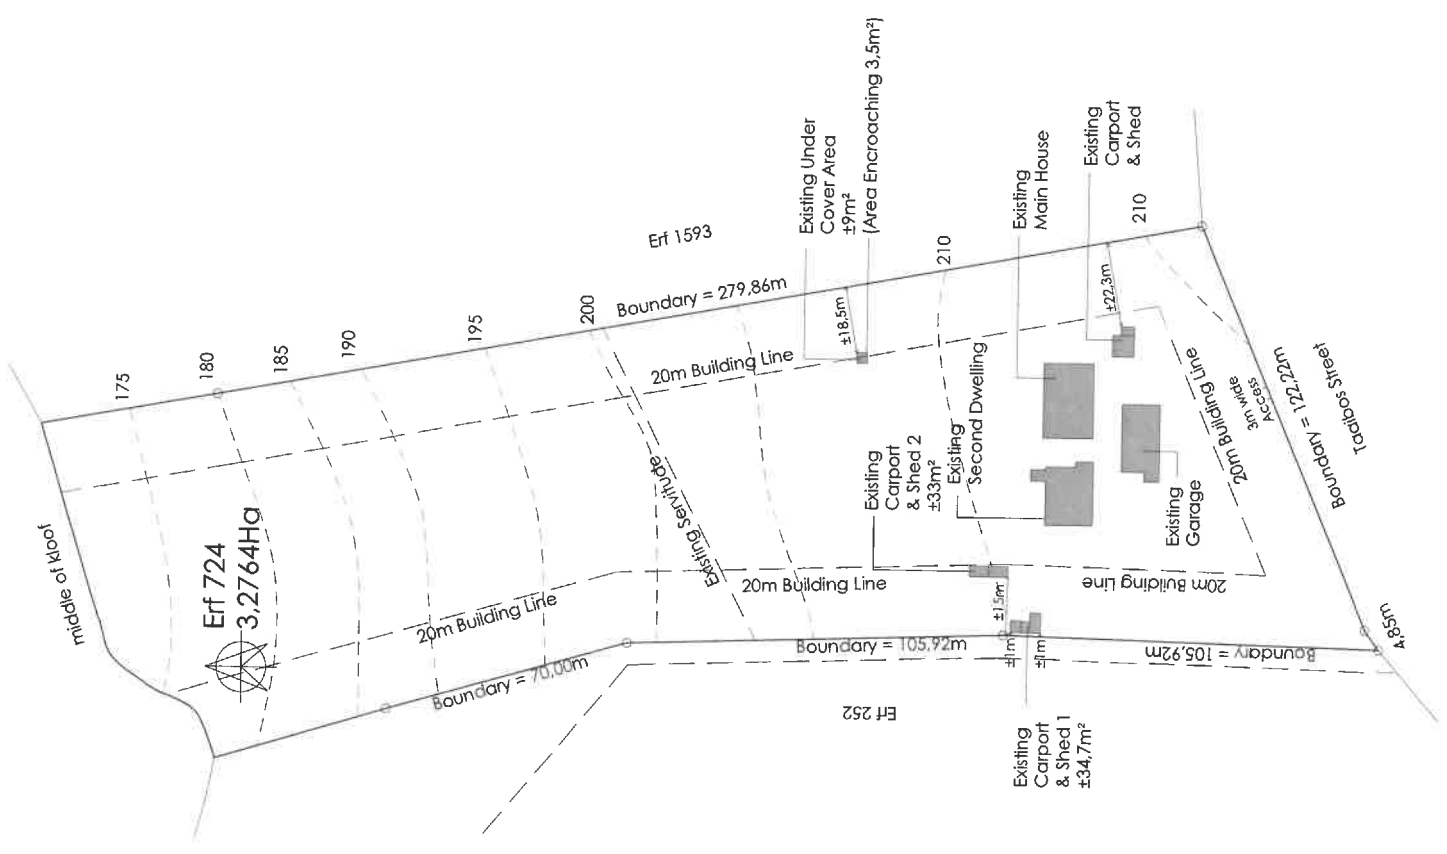 middle of kloof
Erf 724
3,2764Ha
175
180
185
190
195
200
210
210
Erf 1593
Boundary = 279,86m
20m Building Line
20m Building Line
Existing Servitude
Existing Under
Cover Area
±9m²
(Area Encroaching 3,5m²)
±18,5m
Existing
Main House
Existing
Carport
& Shed
±22,3m
Existing
Carport
& Shed 2
±33m²
Existing
Second Dwelling
Existing
Garage
20m Building Line
3m wide
Access
Boundary = 122,22m
Taaibos Street
20m Building Line
20m Building Line
±15m
Boundary = 70,00m
Boundary = 105,92m
Boundary = 105,92m
±1m
±1m
4,85m
Erf 252
Existing
Carport
& Shed 1
±34,7m²